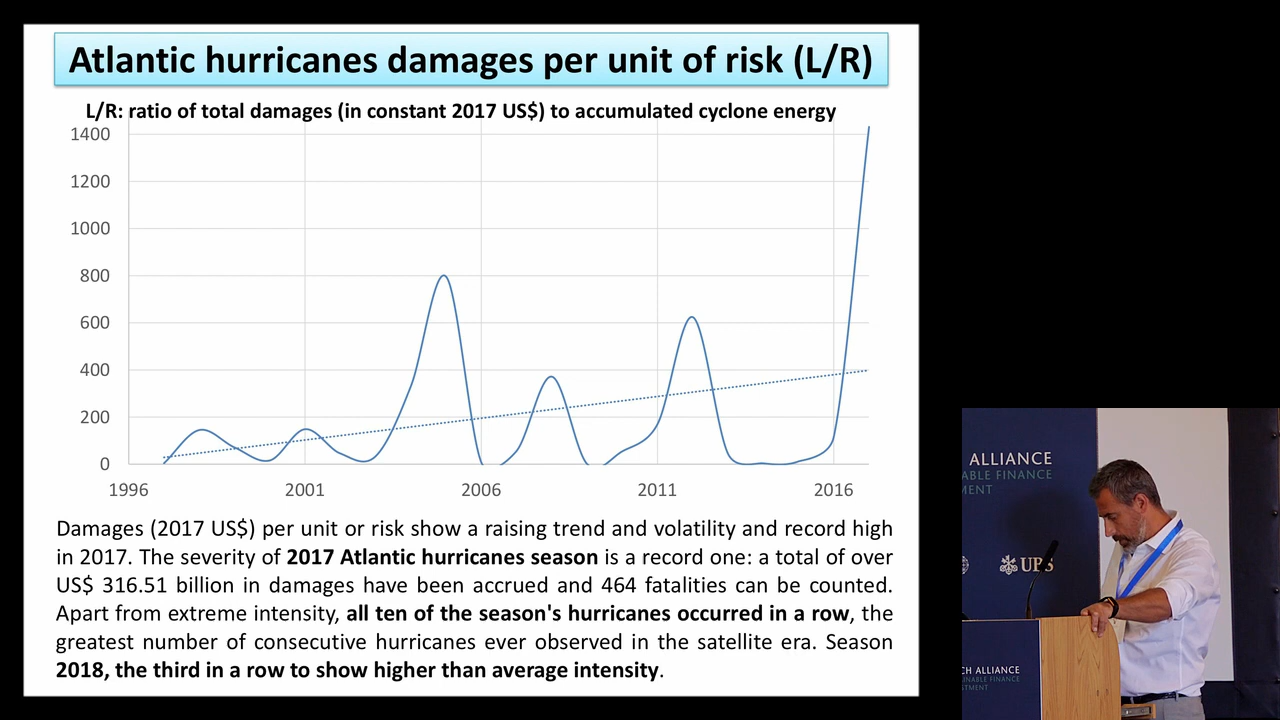 Atlantic hurricanes damages per unit of risk (L/R)
L/R: ratio of total damages (in constant 2017 US$) to accumulated cyclone energy
1400
1200
1000
800
600
400
200
0
1996 2001 2006 2011 2016
Damages (2017 US$) per unit or risk show a raising trend and volatility and record high
in 2017. The severity of 2017 Atlantic hurricanes season is a record one: a total of over
US$ 316.51 billion in damages have been accrued and 464 fatalities can be counted.
Apart from extreme intensity, all ten of the season's hurricanes occurred in a row, the
greatest number of consecutive hurricanes ever observed in the satellite era. Season
2018, the third in a row to show higher than average intensity.
ALLIANCE
ABLE FINANCE
MENT
UBS
CH ALLIANCE
INABLE FINANCE
STMENT